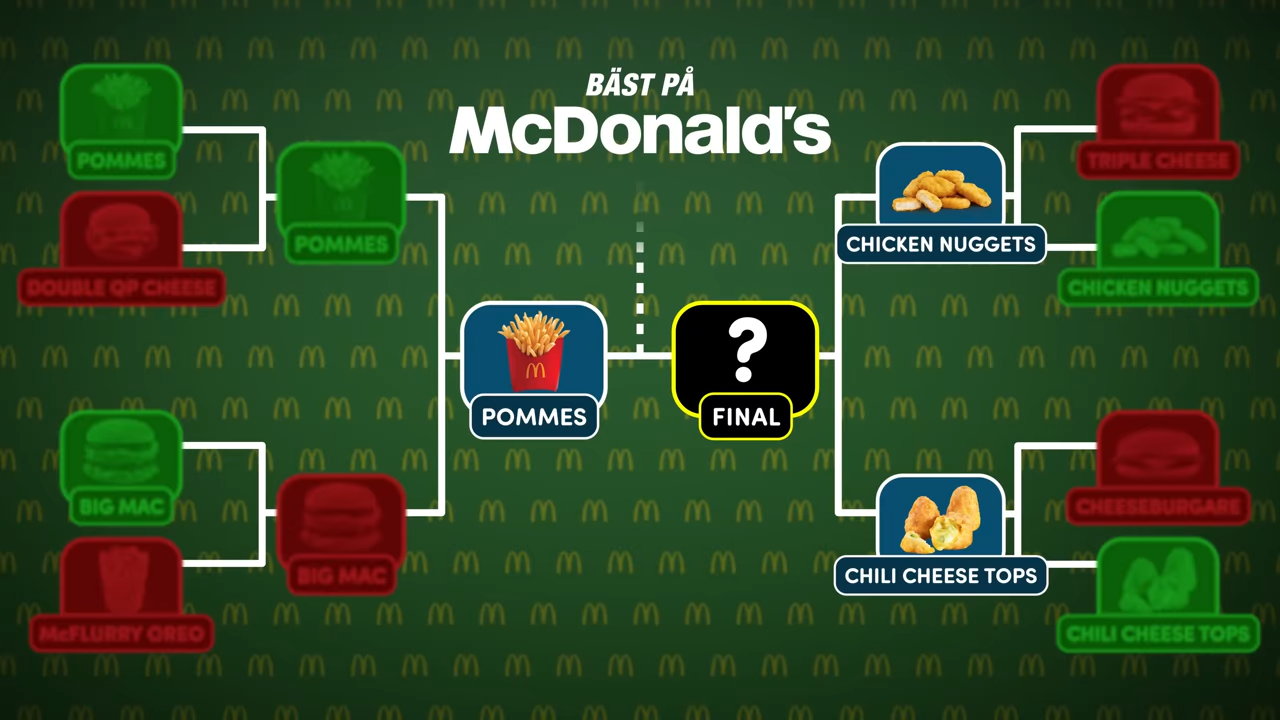 BÄST PÅ
McDonald's
POMMES
DOUBLE QP CHEESE
POMMES
BIG MAC
McFLURRY OREO
BIG MAC
POMMES
?
FINAL
CHICKEN NUGGETS
CHILI CHEESE TOPS
TRIPLE CHEESE
CHICKEN NUGGETS
CHEESEBURGARE
CHILI CHEESE TOPS